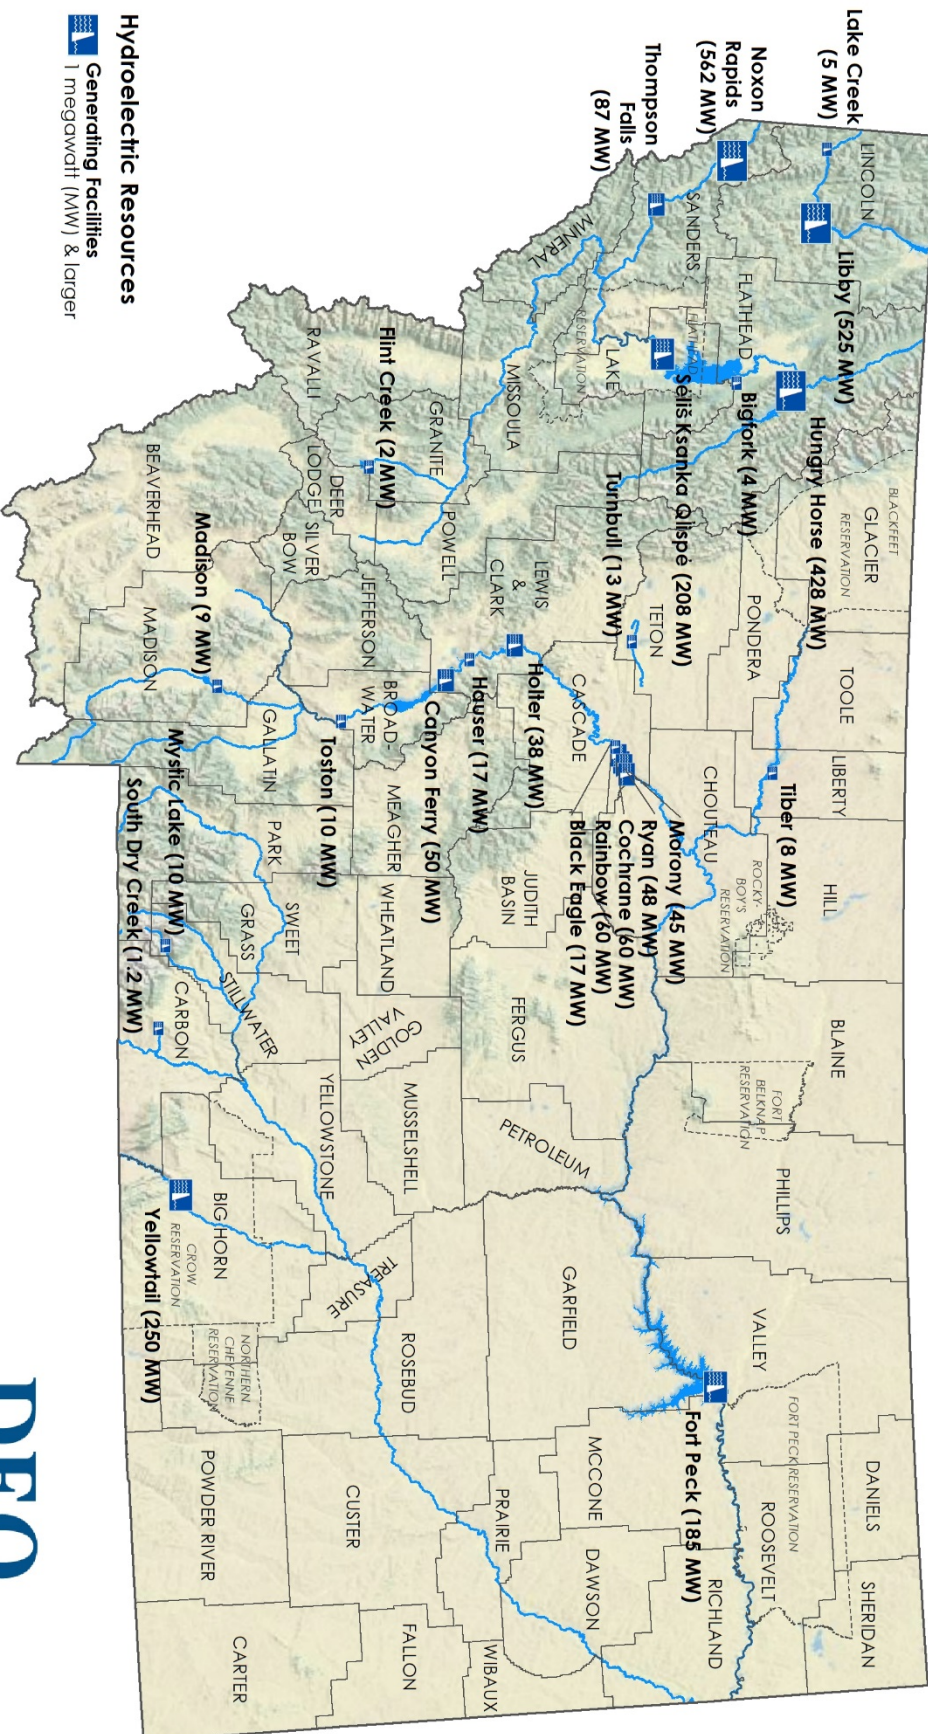 Lake Creek
(5 MW)
Noxon
Rapids
(562 MW)
Thompson
Falls
(87 MW)
LINCOLN
Libby (525 MW)
SANDERS
MINERAL
FLATHEAD
FLATHEAD
RESERVATION
LAKE
Hungry Horse (428 MW)
Bigfork (4 MW)
Séliš Ksanka Qlispé (208 MW)
MISSOULA
RAVALLI
Flint Creek (2 MW)
GRANITE
POWELL
DEER
LODGE
SILVER
BOW
BEAVERHEAD
BLACKFEET
RESERVATION
GLACIER
PONDERA
TETON
Turnbull (13 MW)
LEWIS
&
CLARK
JEFFERSON
Madison (9 MW)
MADISON
TOOLE
LIBERTY
Tiber (8 MW)
CASCADE
Holter (38 MW)
Hauser (17 MW)
Canyon Ferry (50 MW)
BROAD-
WATER
Toston (10 MW)
GALLATIN
MEAGHER
PARK
CHOUTEAU
HILL
ROCKY
BOY'S
RESERVATION
Morony (45 MW)
Ryan (48 MW)
Cochrane (60 MW)
Rainbow (60 MW)
Black Eagle (17 MW)
JUDITH
BASIN
WHEATLAND
SWEET
GRASS
Mystic Lake (10 MW)
South Dry Creek (1.2 MW)
STILLWATER
CARBON
GOLDEN
VALLEY
FERGUS
BLAINE
FORT
BELKNAP
RESERVATION
PHILLIPS
PETROLEUM
MUSSELSHELL
YELLOWSTONE
BIG HORN
CROW
RESERVATION
Yellowtail (250 MW)
TREASURE
NORTHERN
CHEYENNE
RESERVATION
ROSEBUD
GARFIELD
VALLEY
Fort Peck (185 MW)
FORT PECK RESERVATION
DANIELS
SHERIDAN
ROOSEVELT
RICHLAND
MCCONE
DAWSON
PRAIRIE
WIBAUX
CUSTER
FALLON
POWDER RIVER
CARTER
Hydroelectric Resources
Generating Facilities
1 megawatt (MW) & larger
DEQ